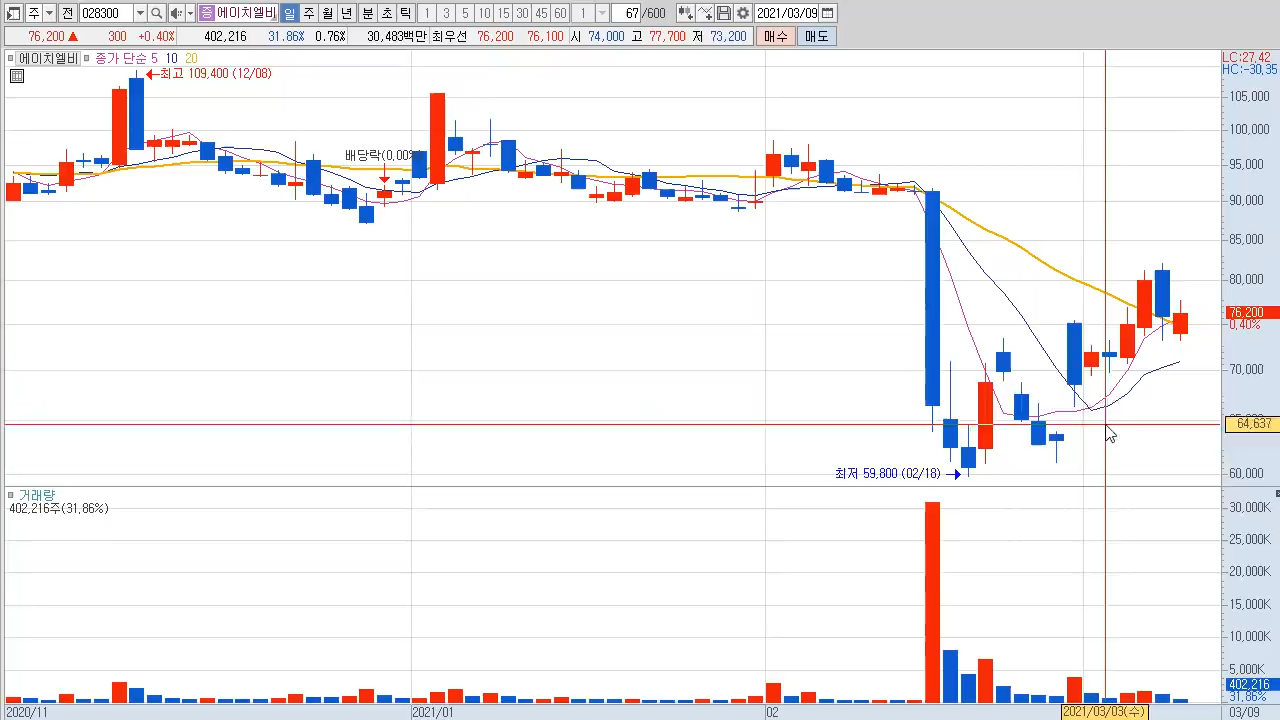 주 전 028300 증 에이치엘비 일 주 월 년 분 초 틱 1 3 5 10 15 30 45 60 1 67 /600 2021/03/09
76,200 ▲ 300 +0.40% 402,216 31.86% 0.76% 30,483백만 최우선 76,200 76,100 시 74,000 고 77,700 저 73,200 매수 매도
에이치엘비 종가 단순 5 10 20
LC:27.42
HC:-30.35
최고 109,400 (12/08)
105,000
100,000
배당락(0.00%
95,000
90,000
85,000
80,000
76,200
0.40%
70,000
64,637
최저 59,800 (02/18)
60,000
거래량
402,216주(31.86%)
30,000K
25,000K
20,000K
15,000K
10,000K
5,000K
402,216
2020/11 2021/01 02 2021/03/03(수) 03/09